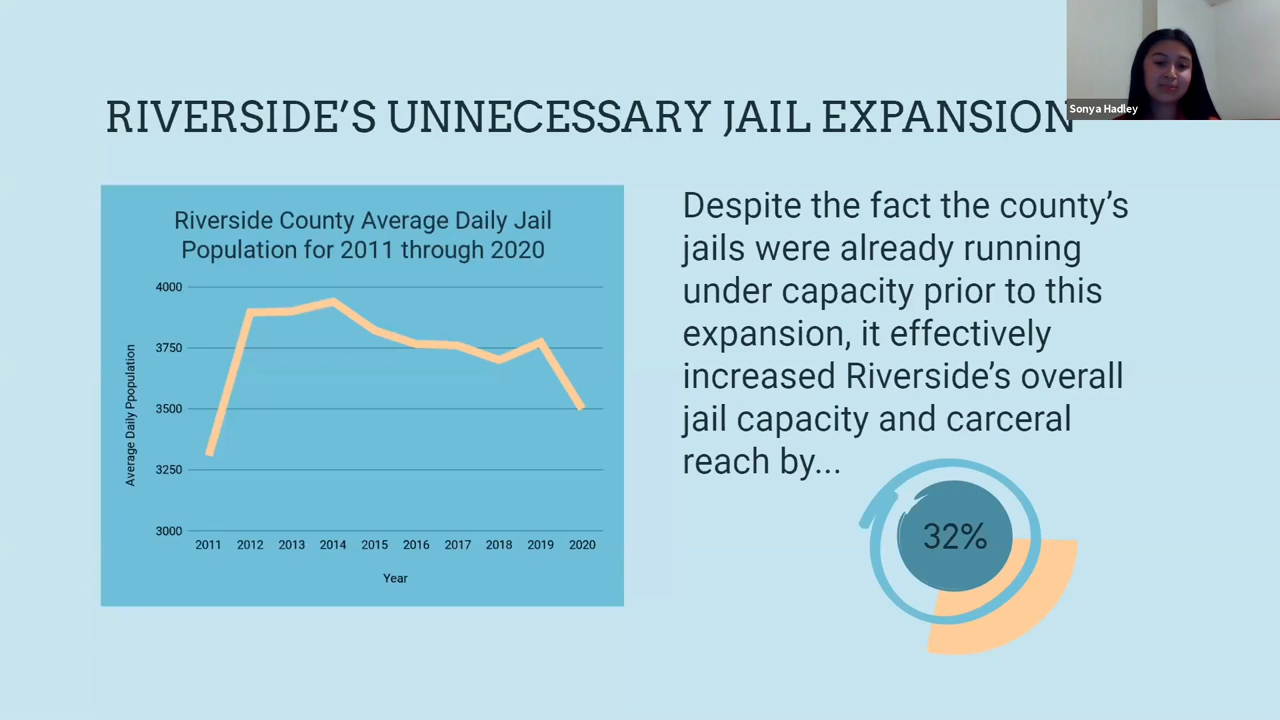 Sonya Hadley
RIVERSIDE’S UNNECESSARY JAIL EXPANSION
Riverside County Average Daily Jail
Population for 2011 through 2020
4000
3750
3500
3250
3000
Average Daily Ppopulation
2011 2012 2013 2014 2015 2016 2017 2018 2019 2020
Year
Despite the fact the county’s
jails were already running
under capacity prior to this
expansion, it effectively
increased Riverside’s overall
jail capacity and carceral
reach by...
32%